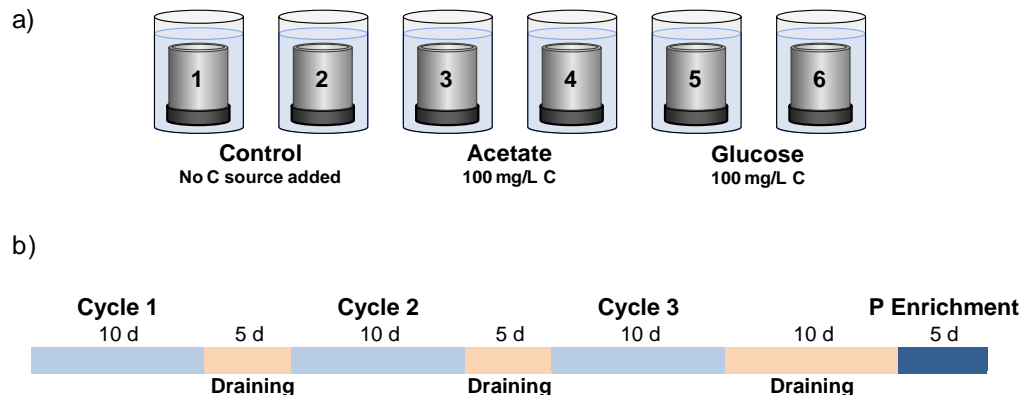 a)
1 2 3 4 5 6
Control Acetate Glucose
No C source added 100 mg/L C 100 mg/L C
b)
Cycle 1 Cycle 2 Cycle 3 P Enrichment
10 d 5 d 10 d 5 d 10 d 10 d 5 d
Draining Draining Draining